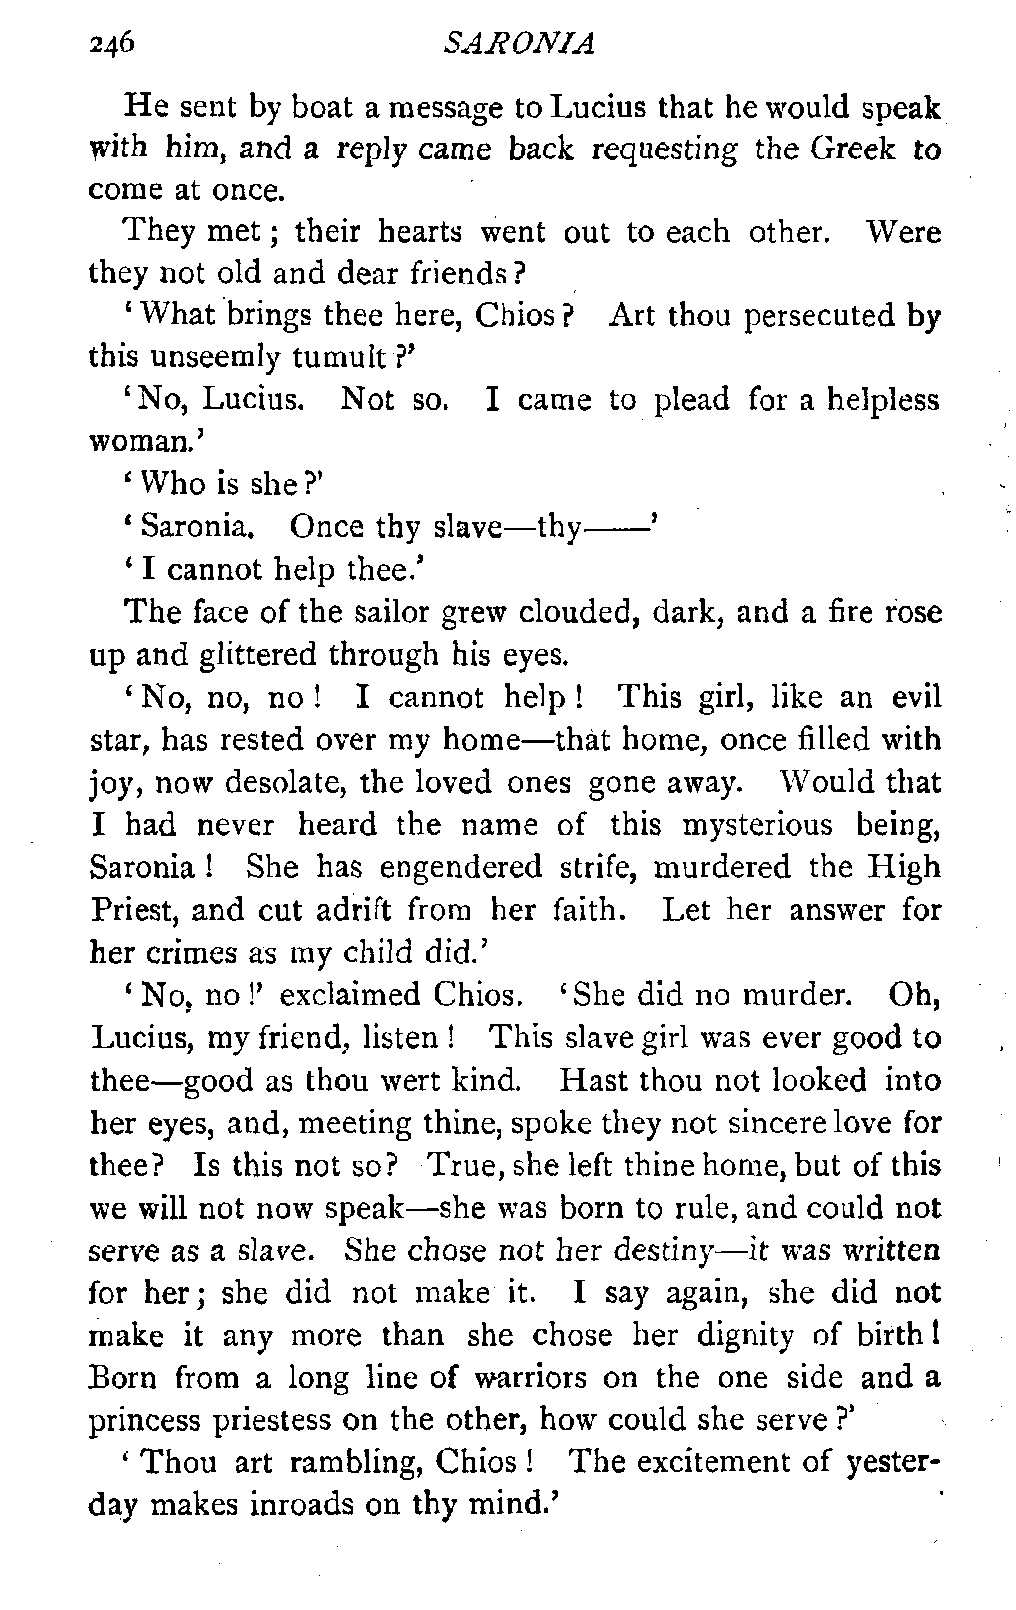 246 SARONIA
He sent by boat a message to Lucius that he would speak
with him, and a reply came back requesting the Greek to
come at once.
They met ; their hearts went out to each other. Were
they not old and dear friends ?
‘ What brings thee here, Chios ? Art thou persecuted by
this unseemly tumult ?’
‘ No, Lucius. Not so. I came to plead for a helpless
woman.’
‘ Who is she ?’
‘ Saronia. Once thy slave—thy——’
‘ I cannot help thee.’
The face of the sailor grew clouded, dark, and a fire rose
up and glittered through his eyes.
‘ No, no, no ! I cannot help ! This girl, like an evil
star, has rested over my home—that home, once filled with
joy, now desolate, the loved ones gone away. Would that
I had never heard the name of this mysterious being,
Saronia ! She has engendered strife, murdered the High
Priest, and cut adrift from her faith. Let her answer for
her crimes as my child did.’
‘ No, no !’ exclaimed Chios. ‘ She did no murder. Oh,
Lucius, my friend, listen ! This slave girl was ever good to
thee—good as thou wert kind. Hast thou not looked into
her eyes, and, meeting thine, spoke they not sincere love for
thee ? Is this not so ? True, she left thine home, but of this
we will not now speak—she was born to rule, and could not
serve as a slave. She chose not her destiny—it was written
for her ; she did not make it. I say again, she did not
make it any more than she chose her dignity of birth !
Born from a long line of warriors on the one side and a
princess priestess on the other, how could she serve ?’
‘ Thou art rambling, Chios ! The excitement of yester-
day makes inroads on thy mind.’